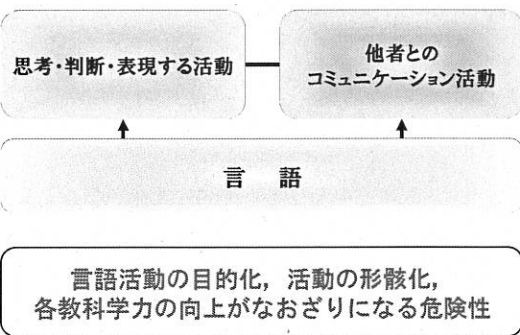 思考・判断・表現する活動
他者との
コミュニケーション活動
言 語
言語活動の目的化，活動の形骸化，
各教科学力の向上がなおざりになる危険性